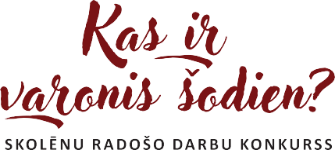 Kas ir
varonis šodien?
SKOLĒNU RADOŠO DARBU KONKURSS